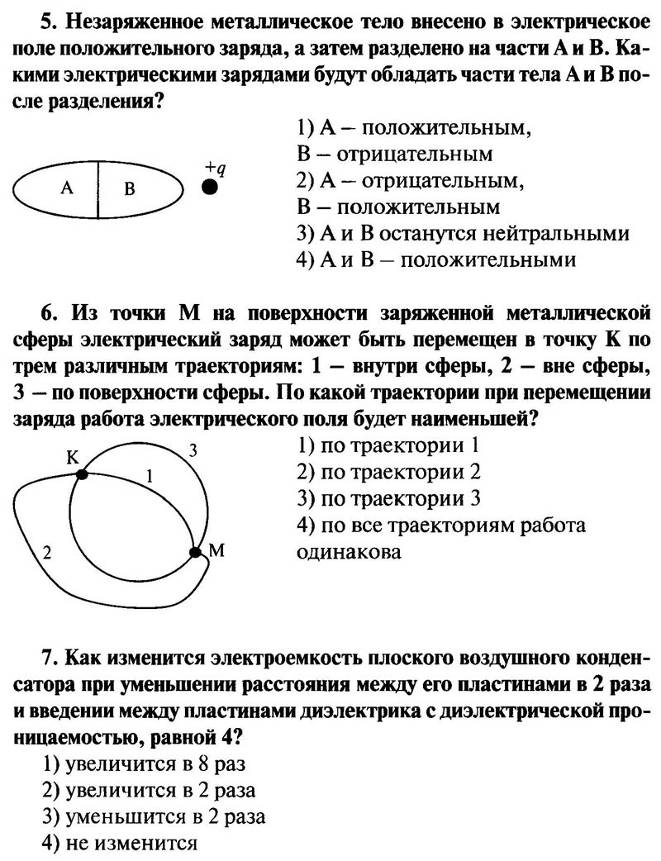 5. Незаряженное металлическое тело внесено в электрическое
поле положительного заряда, а затем разделено на части А и В. Ка-
кими электрическими зарядами будут обладать части тела А и В по-
сле разделения?
1) А – положительным,
В – отрицательным
2) А – отрицательным,
В – положительным
3) А и В останутся нейтральными
4) А и В – положительными
А
В
+q
6. Из точки М на поверхности заряженной металлической
сферы электрический заряд может быть перемещен в точку К по
трем различным траекториям: 1 – внутри сферы, 2 – вне сферы,
3 – по поверхности сферы. По какой траектории при перемещении
заряда работа электрического поля будет наименьшей?
1) по траектории 1
2) по траектории 2
3) по траектории 3
4) по все траекториям работа
одинакова
К
3
1
2
М
7. Как изменится электроемкость плоского воздушного конден-
сатора при уменьшении расстояния между его пластинами в 2 раза
и введении между пластинами диэлектрика с диэлектрической про-
ницаемостью, равной 4?
1) увеличится в 8 раз
2) увеличится в 2 раза
3) уменьшится в 2 раза
4) не изменится